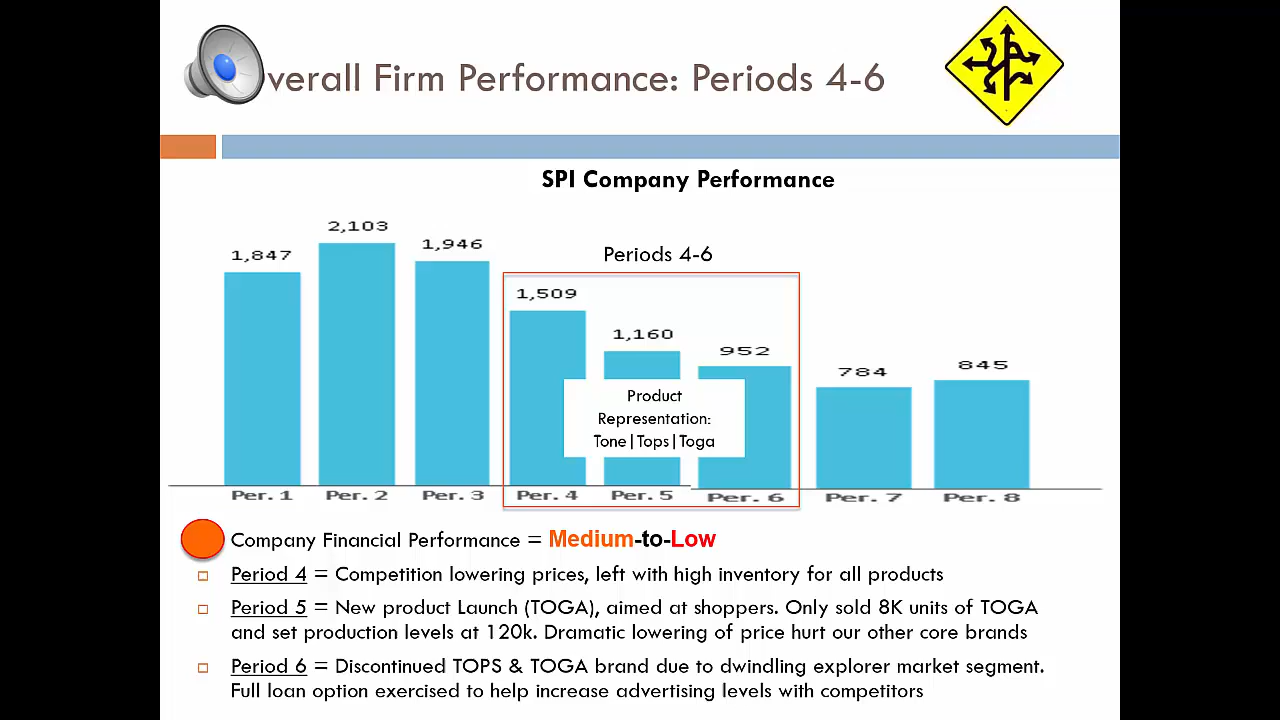 verall Firm Performance: Periods 4-6
SPI Company Performance
2,103
1,847
1,946
Periods 4-6
1,509
1,160
952
784
845
Product
Representation:
Tone|Tops|Toga
Per. 1
Per. 2
Per. 3
Per. 4
Per. 5
Per. 6
Per. 7
Per. 8
Company Financial Performance = Medium-to-Low
Period 4 = Competition lowering prices, left with high inventory for all products
Period 5 = New product Launch (TOGA), aimed at shoppers. Only sold 8K units of TOGA
and set production levels at 120k. Dramatic lowering of price hurt our other core brands
Period 6 = Discontinued TOPS & TOGA brand due to dwindling explorer market segment.
Full loan option exercised to help increase advertising levels with competitors